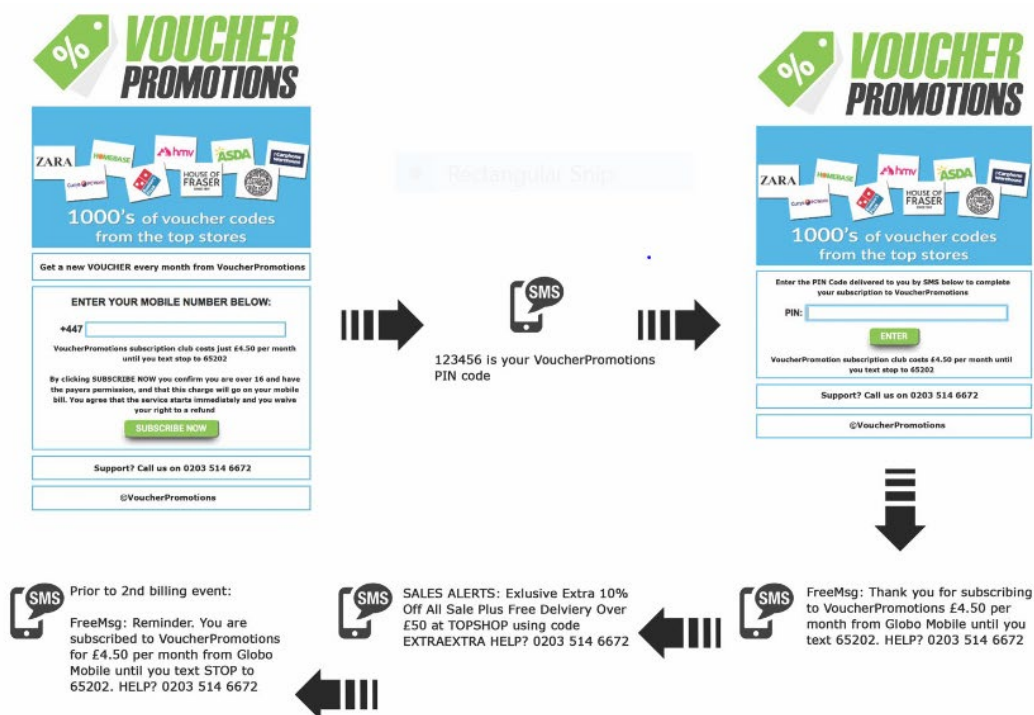 VOUCHER
PROMOTIONS
%
ZARA
HOMEBASE
hmv
ASDA
Carphone
Warehouse
HOUSE OF
FRASER
1000's of voucher codes
from the top stores
Get a new VOUCHER every month from VoucherPromotions
ENTER YOUR MOBILE NUMBER BELOW:
+447
VoucherPromotions subscription club costs just £4.50 per month
until you text stop to 65202
By clicking SUBSCRIBE NOW you confirm you are over 16 and have
the payers permission, and that this charge will go on your mobile
bill. You agree that the service starts immediately and you waive
your right to a refund
SUBSCRIBE NOW
Support? Call us on 0203 514 6672
©VoucherPromotions
Rectangular Snip
SMS
123456 is your VoucherPromotions
PIN code
%
VOUCHER
PROMOTIONS
ZARA
HOMEBASE
hmv
ASDA
Carphone
Warehouse
HOUSE OF
FRASER
1000's of voucher codes
from the top stores
Enter the PIN Code delivered to you by SMS below to complete
your subscription to VoucherPromotions
PIN:
ENTER
VoucherPromotion subscription club costs £4.50 per month until
you text stop to 65202
Support? Call us on 0203 514 6672
©VoucherPromotions
SMS
FreeMsg: Thank you for subscribing
to VoucherPromotions £4.50 per
month from Globo Mobile until you
text 65202. HELP? 0203 514 6672
SMS
SALES ALERTS: Exlusive Extra 10%
Off All Sale Plus Free Delviery Over
£50 at TOPSHOP using code
EXTRAEXTRA HELP? 0203 514 6672
SMS
Prior to 2nd billing event:
FreeMsg: Reminder. You are
subscribed to VoucherPromotions
for £4.50 per month from Globo
Mobile until you text STOP to
65202. HELP? 0203 514 6672